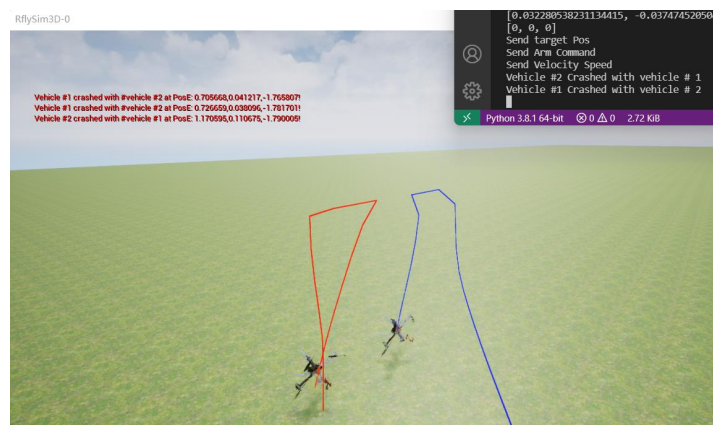 RflySim3D-0
[0.032280538231134415, -0.03747452050
[0, 0, 0]
Send target Pos
Send Arm Command
Send Velocity Speed
Vehicle #2 Crashed with vehicle # 1
Vehicle #1 Crashed with vehicle # 2
Python 3.8.1 64-bit 0 0 2.72 KiB
Vehicle #1 crashed with #vehicle #2 at PosE: 0.705668,0.041217,-1.765807!
Vehicle #1 crashed with #vehicle #2 at PosE: 0.726659,0.038096,-1.781701!
Vehicle #2 crashed with #vehicle #1 at PosE: 1.170595,0.110675,-1.790005!